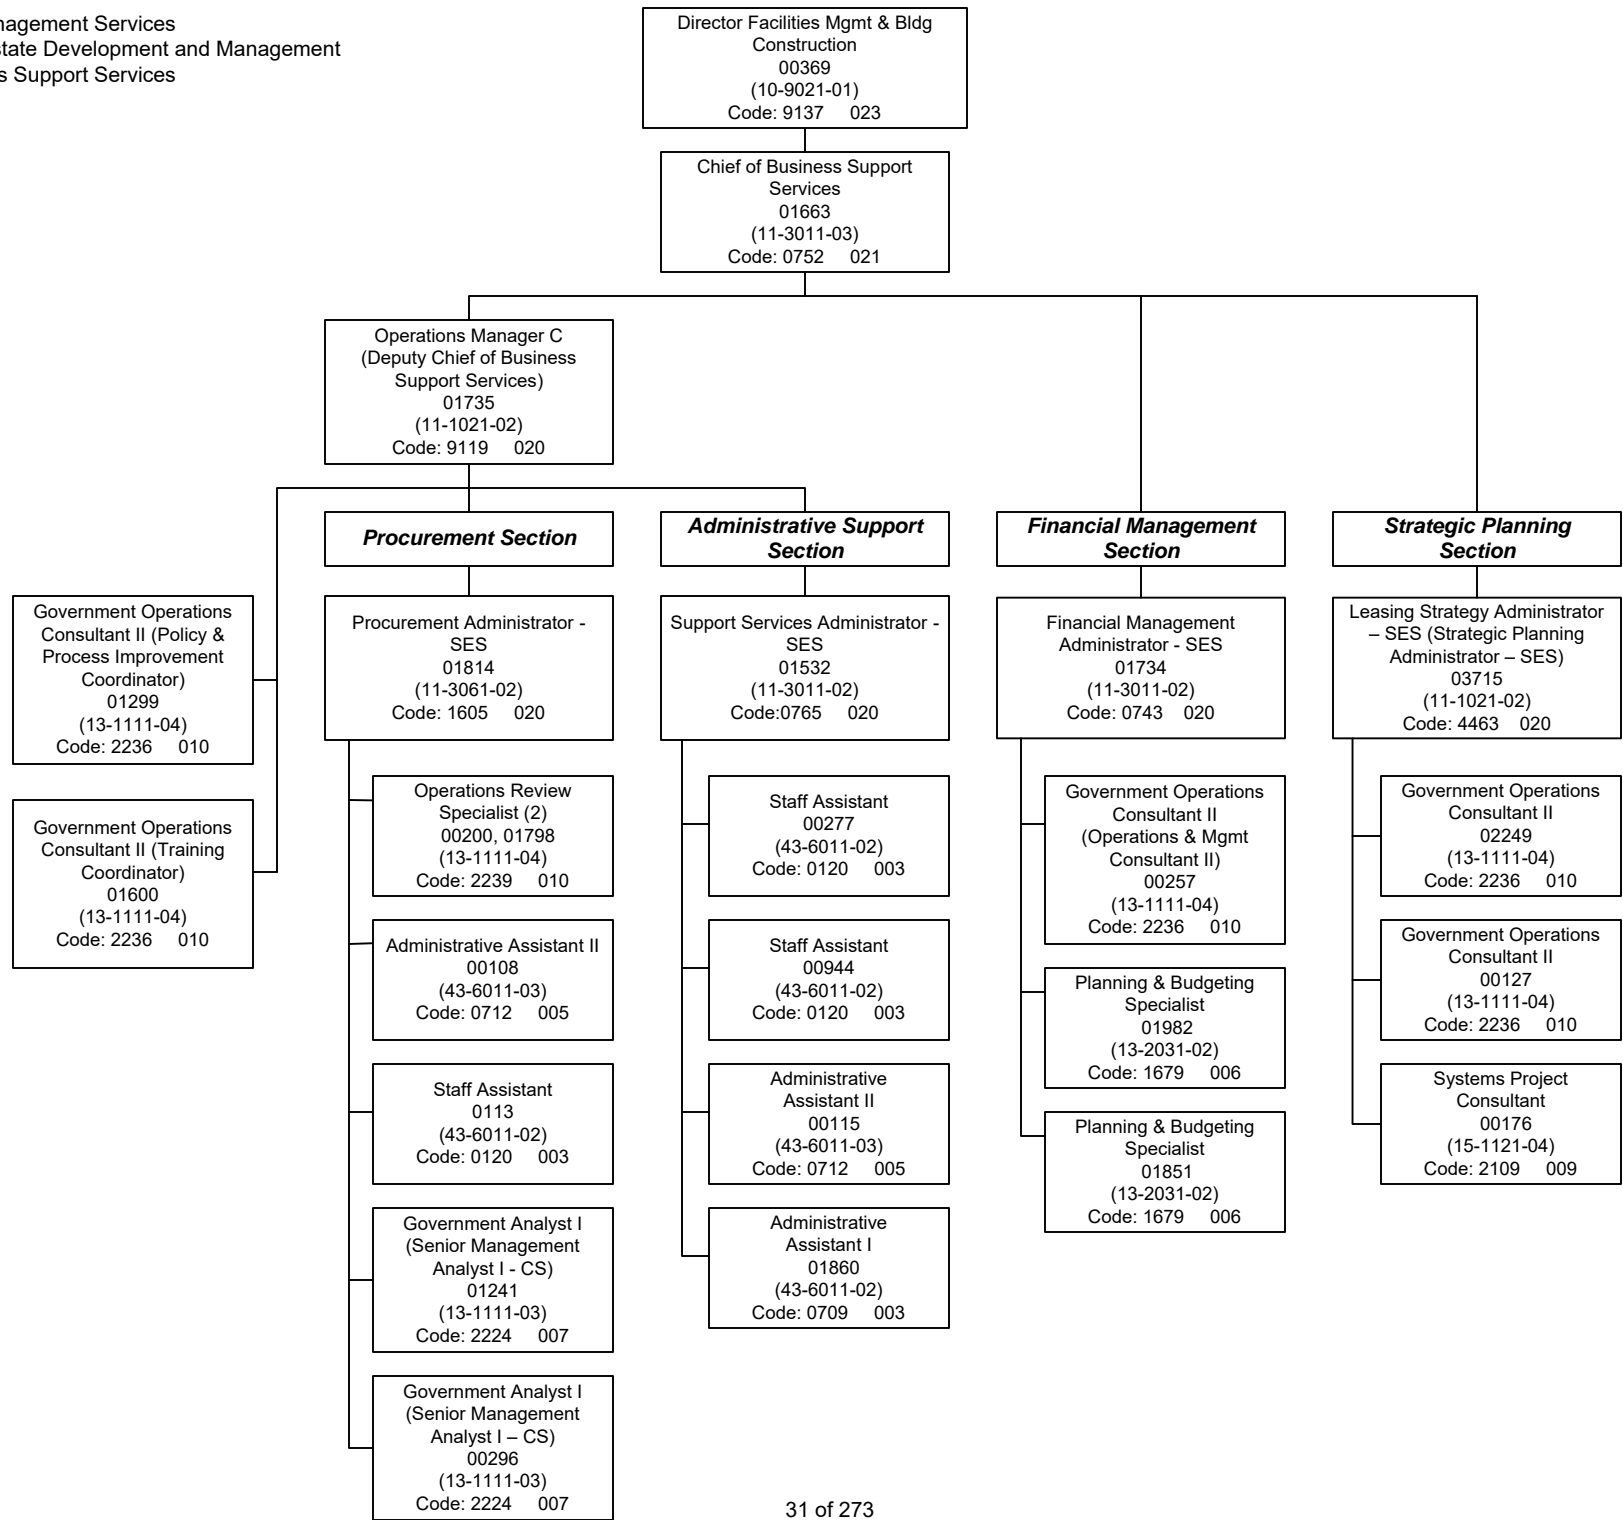 nagement Services
state Development and Management
s Support Services
Director Facilities Mgmt & Bldg
Construction
00369
(10-9021-01)
Code: 9137 023
Chief of Business Support
Services
01663
(11-3011-03)
Code: 0752 021
Operations Manager C
(Deputy Chief of Business
Support Services)
01735
(11-1021-02)
Code: 9119 020
Government Operations
Consultant II (Policy &
Process Improvement
Coordinator)
01299
(13-1111-04)
Code: 2236 010
Government Operations
Consultant II (Training
Coordinator)
01600
(13-1111-04)
Code: 2236 010
Procurement Section
Procurement Administrator -
SES
01814
(11-3061-02)
Code: 1605 020
Operations Review
Specialist (2)
00200, 01798
(13-1111-04)
Code: 2239 010
Administrative Assistant II
00108
(43-6011-03)
Code: 0712 005
Staff Assistant
0113
(43-6011-02)
Code: 0120 003
Government Analyst I
(Senior Management
Analyst I - CS)
01241
(13-1111-03)
Code: 2224 007
Government Analyst I
(Senior Management
Analyst I – CS)
00296
(13-1111-03)
Code: 2224 007
Administrative Support
Section
Support Services Administrator -
SES
01532
(11-3011-02)
Code:0765 020
Staff Assistant
00277
(43-6011-02)
Code: 0120 003
Staff Assistant
00944
(43-6011-02)
Code: 0120 003
Administrative
Assistant II
00115
(43-6011-03)
Code: 0712 005
Administrative
Assistant I
01860
(43-6011-02)
Code: 0709 003
Financial Management
Section
Financial Management
Administrator - SES
01734
(11-3011-02)
Code: 0743 020
Government Operations
Consultant II
(Operations & Mgmt
Consultant II)
00257
(13-1111-04)
Code: 2236 010
Planning & Budgeting
Specialist
01982
(13-2031-02)
Code: 1679 006
Planning & Budgeting
Specialist
01851
(13-2031-02)
Code: 1679 006
Strategic Planning
Section
Leasing Strategy Administrator
– SES (Strategic Planning
Administrator – SES)
03715
(11-1021-02)
Code: 4463 020
Government Operations
Consultant II
02249
(13-1111-04)
Code: 2236 010
Government Operations
Consultant II
00127
(13-1111-04)
Code: 2236 010
Systems Project
Consultant
00176
(15-1121-04)
Code: 2109 009
31 of 273